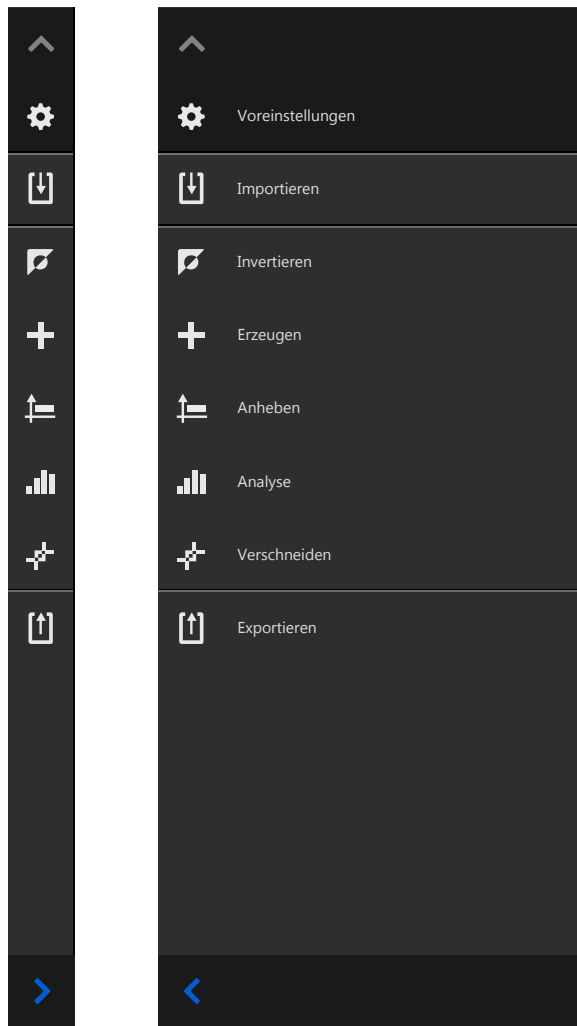 Voreinstellungen
Importieren
Invertieren
Erzeugen
Anheben
Analyse
Verschneiden
Exportieren